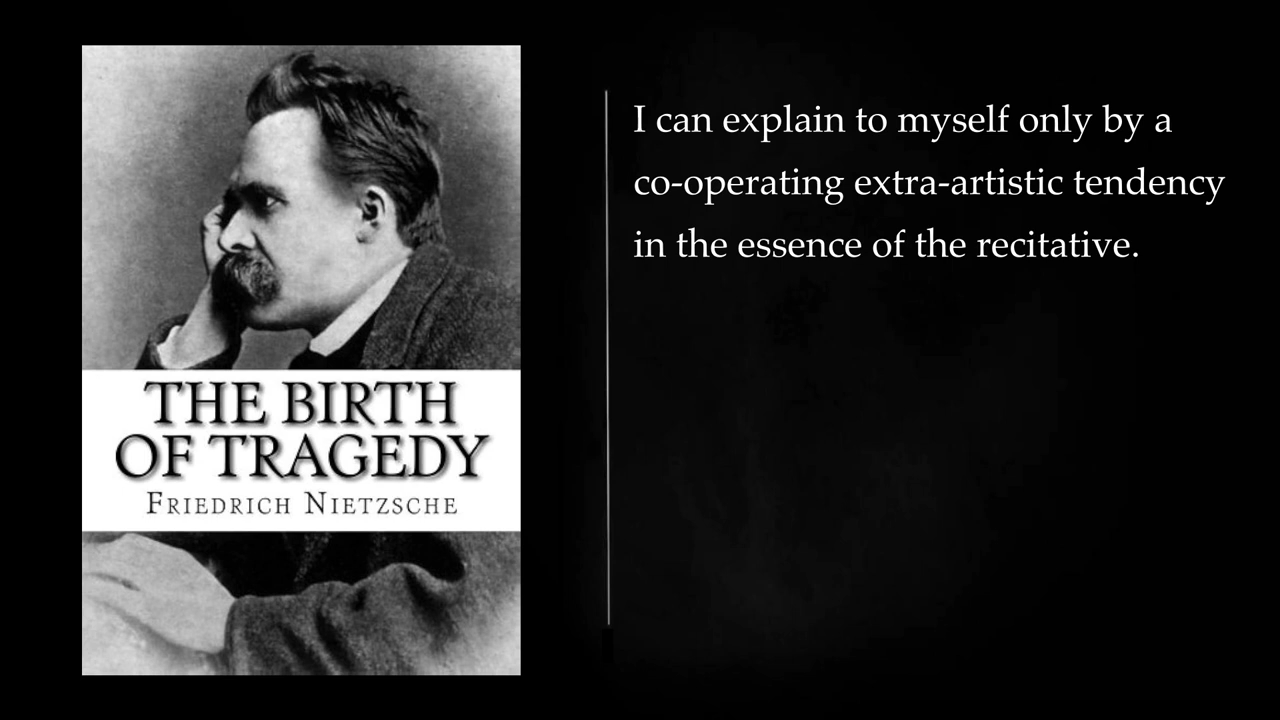 THE BIRTH
OF TRAGEDY
FRIEDRICH NIETZSCHE
I can explain to myself only by a
co-operating extra-artistic tendency
in the essence of the recitative.